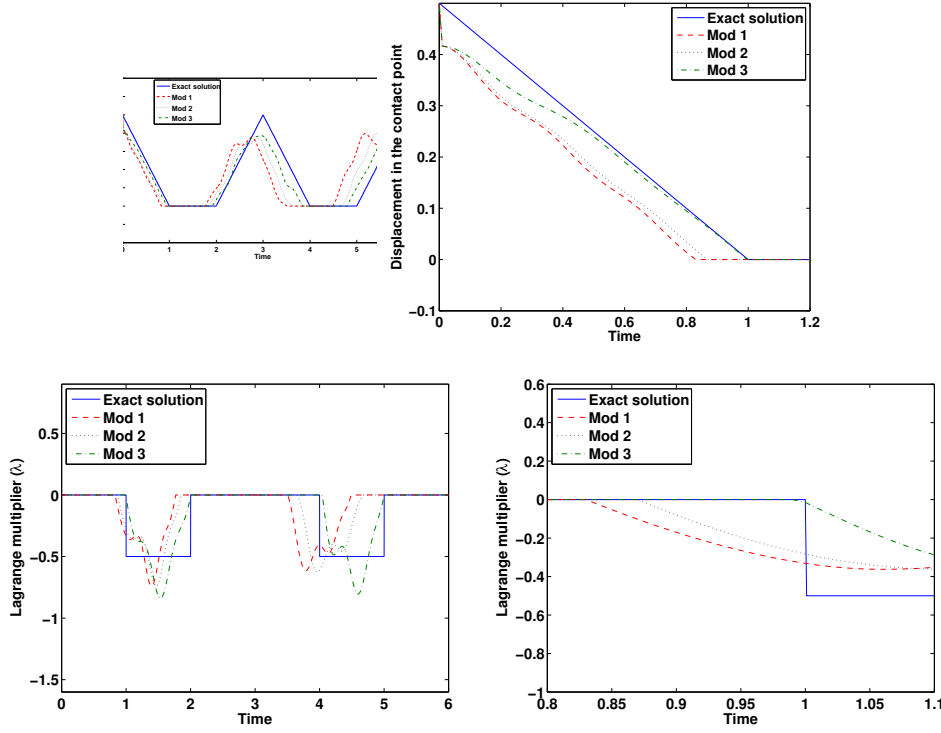 Exact solution
Mod 1
Mod 2
Mod 3
0 1 2 3 4 5
Time
Displacement in the contact point
0.4
0.3
0.2
0.1
0
−0.1
Exact solution
Mod 1
Mod 2
Mod 3
0 0.2 0.4 0.6 0.8 1 1.2
Time
Lagrange multiplier (λ)
0.5
0
−0.5
−1
−1.5
Exact solution
Mod 1
Mod 2
Mod 3
0 1 2 3 4 5 6
Time
Lagrange multiplier (λ)
0.6
0.4
0.2
0
−0.2
−0.4
−0.6
−0.8
−1
Exact solution
Mod 1
Mod 2
Mod 3
0.8 0.85 0.9 0.95 1 1.05 1.1
Time